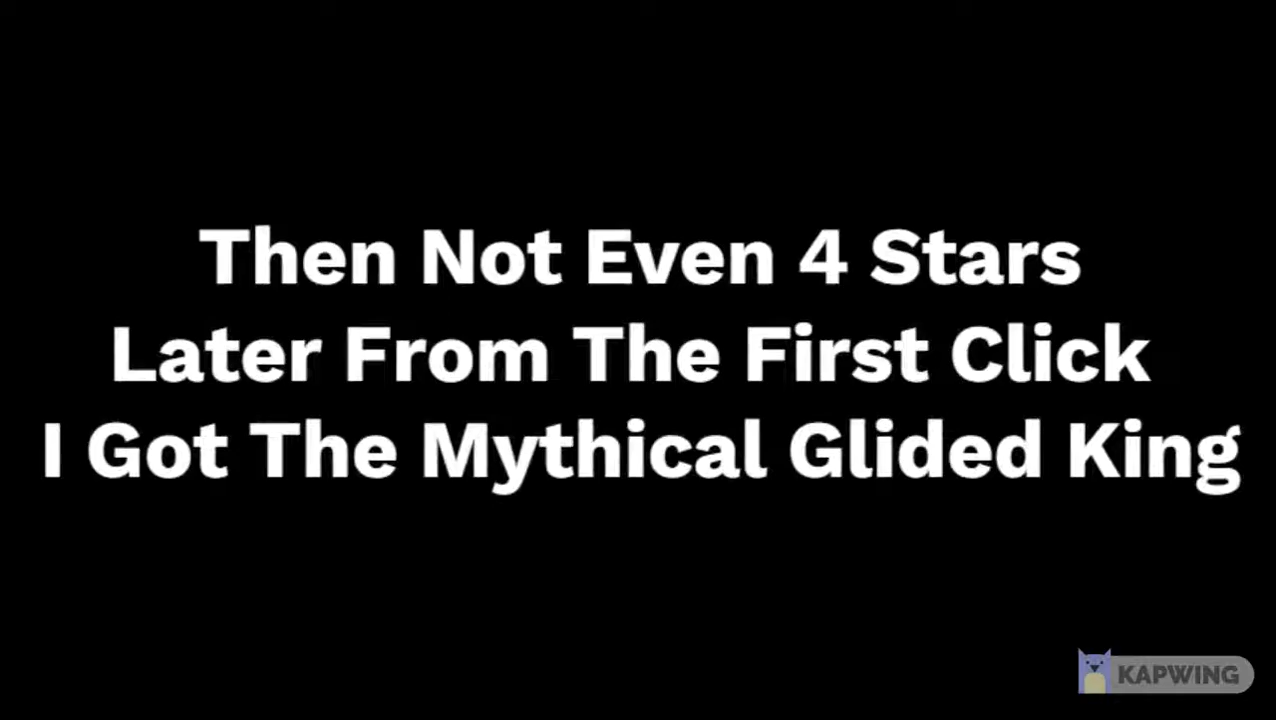 Then Not Even 4 Stars
Later From The First Click
I Got The Mythical Glided King
KAPWING